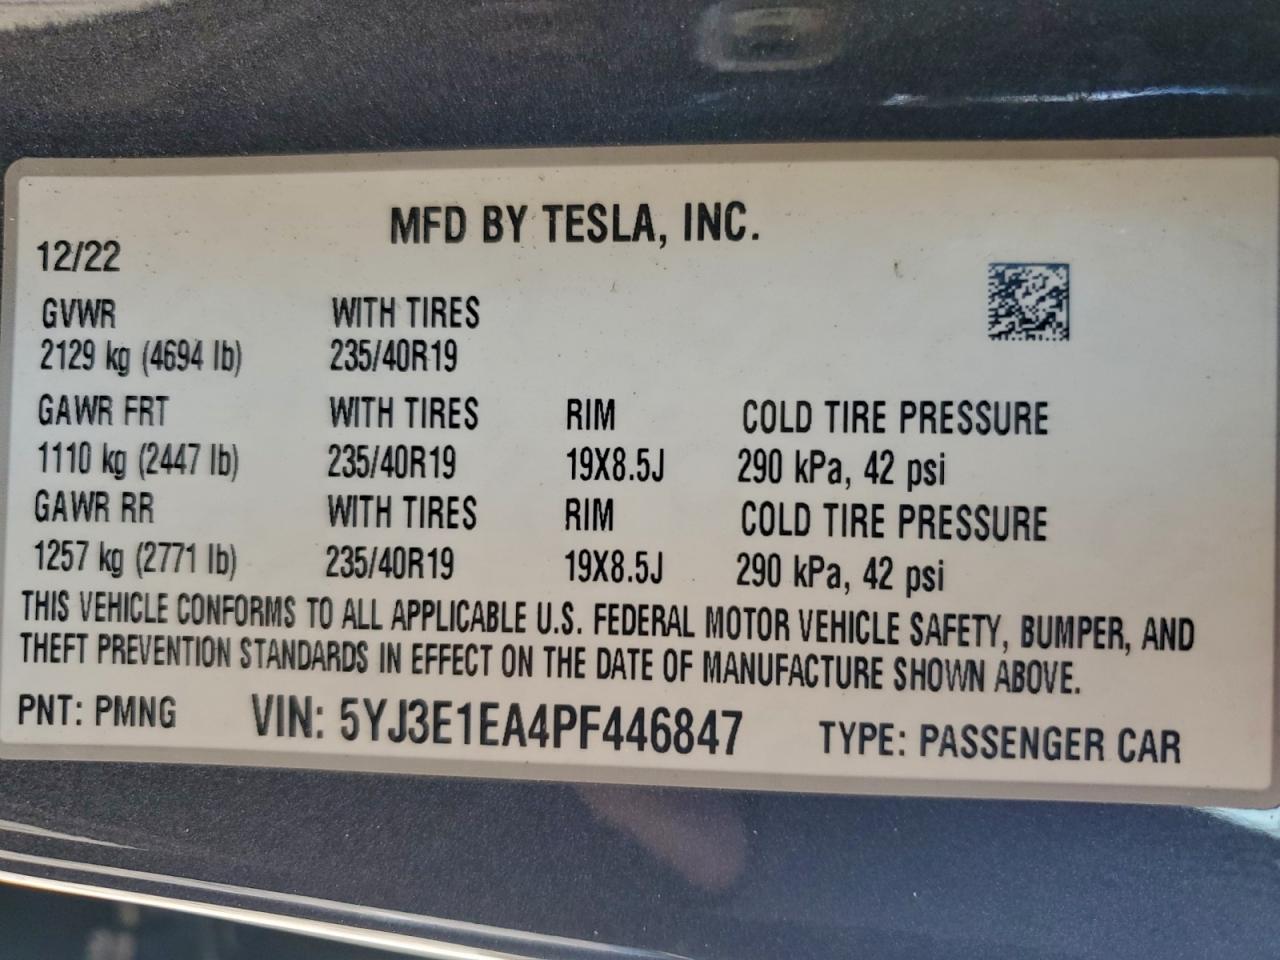 MFD BY TESLA, INC.
12/22
GVWR WITH TIRES
2129 kg (4694 lb) 235/40R19
GAWR FRT WITH TIRES RIM COLD TIRE PRESSURE
1110 kg (2447 lb) 235/40R19 19X8.5J 290 kPa, 42 psi
GAWR RR WITH TIRES RIM COLD TIRE PRESSURE
1257 kg (2771 lb) 235/40R19 19X8.5J 290 kPa, 42 psi
THIS VEHICLE CONFORMS TO ALL APPLICABLE U.S. FEDERAL MOTOR VEHICLE SAFETY, BUMPER, AND
THEFT PREVENTION STANDARDS IN EFFECT ON THE DATE OF MANUFACTURE SHOWN ABOVE.
PNT: PMNG VIN: 5YJ3E1EA4PF446847 TYPE: PASSENGER CAR